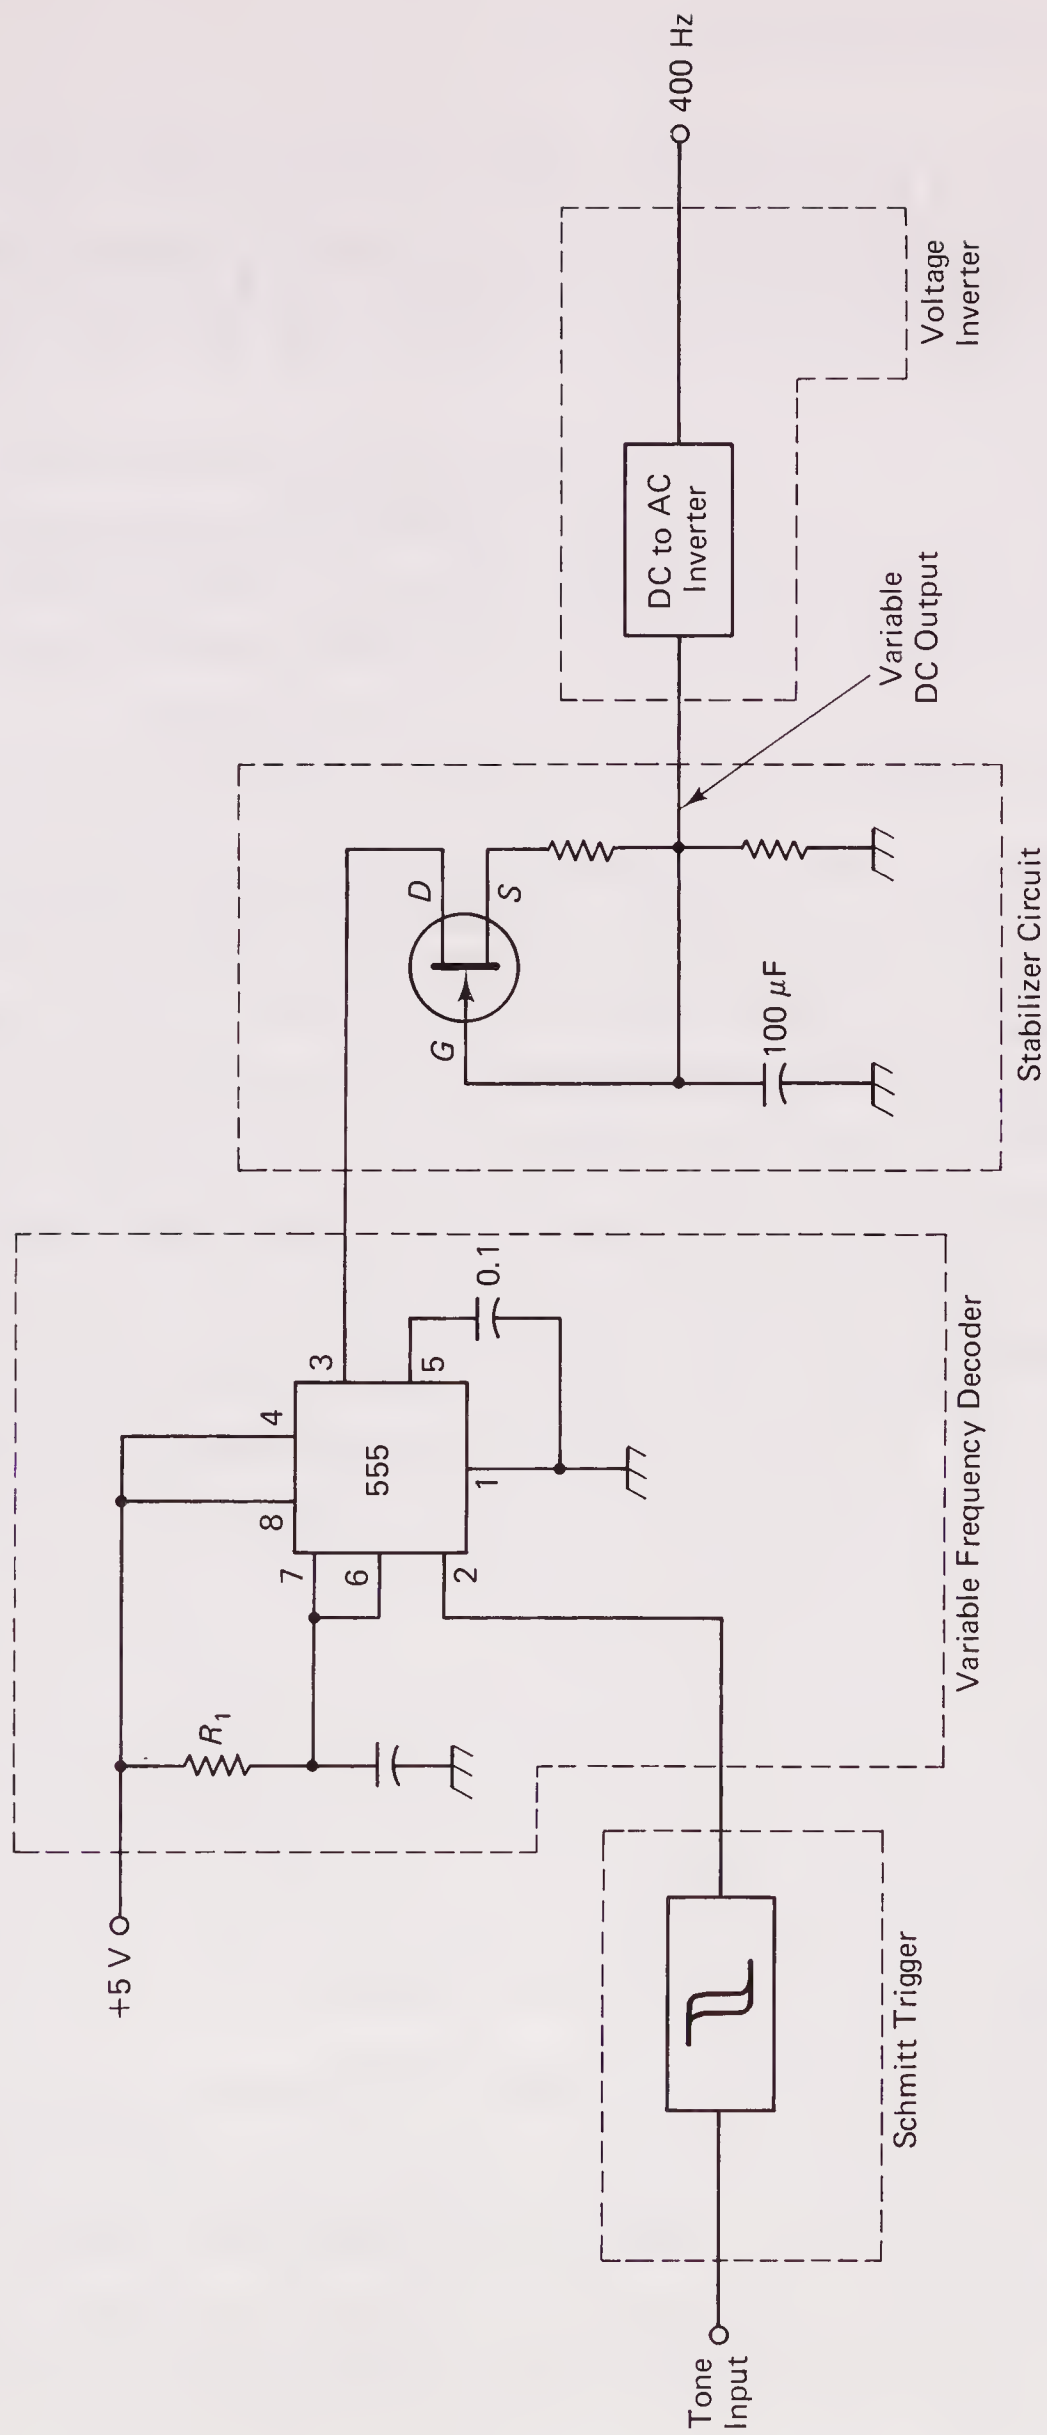 +5 V
R1
7
6
2
8
4
555
3
5
1
0.1
Variable Frequency Decoder
Tone
Input
Schmitt Trigger
G
D
S
100 μF
Stabilizer Circuit
Variable
DC Output
DC to AC
Inverter
Voltage
Inverter
400 Hz